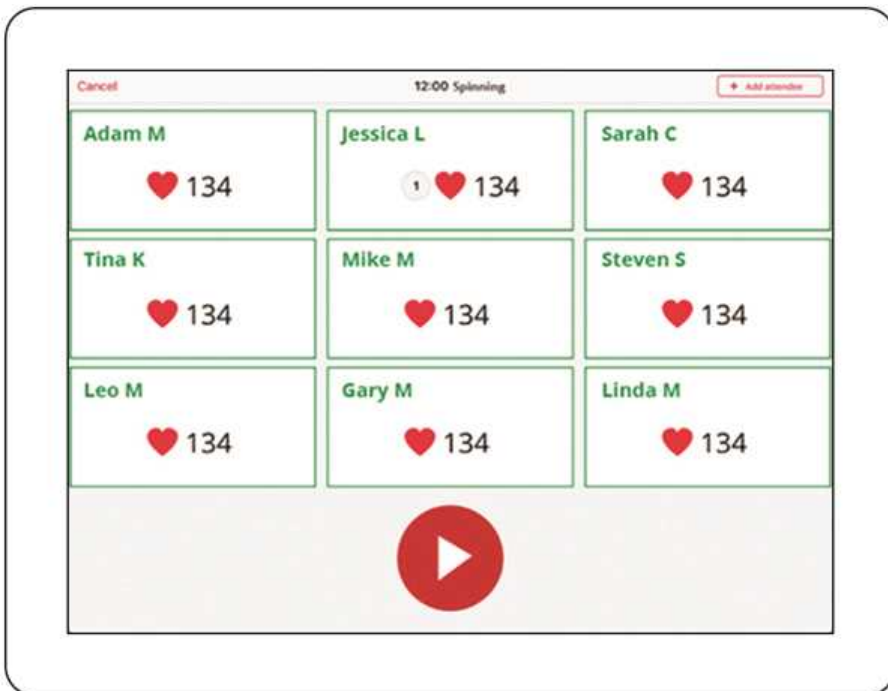 Cancel 12:00 Spinning + Add attendee
Adam M Jessica L Sarah C
134 1 134 134
Tina K Mike M Steven S
134 134 134
Leo M Gary M Linda M
134 134 134